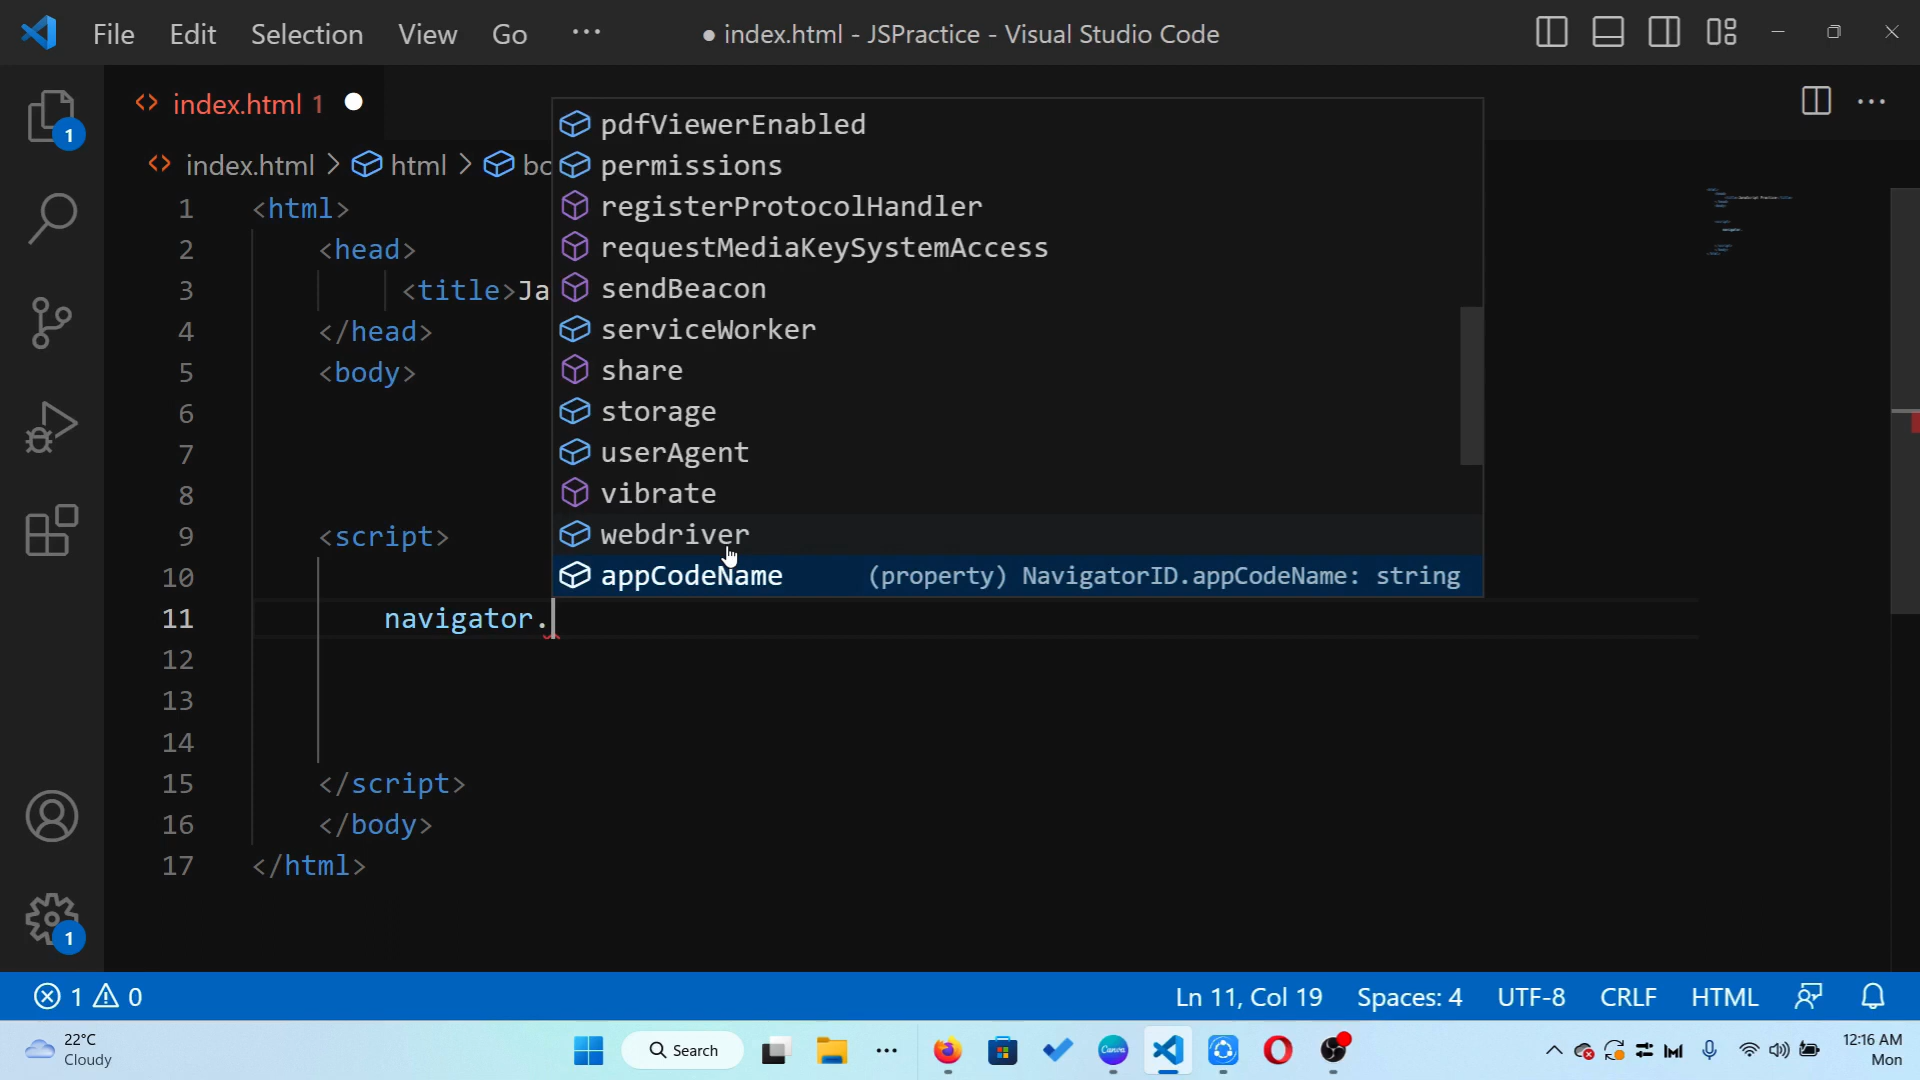 File Edit Selection View Go ... ● index.html - JSPractice - Visual Studio Code
index.html 1
index.html > html > bo
1 <html>
2 <head>
3 <title>Ja
4 </head>
5 <body>
6
7
8
9 <script>
10
11 navigator.
12
13
14
15 </script>
16 </body>
17 </html>
pdfViewerEnabled
permissions
registerProtocolHandler
requestMediaKeySystemAccess
sendBeacon
serviceWorker
share
storage
userAgent
vibrate
webdriver
appCodeName (property) NavigatorID.appCodeName: string
1
1
1 0 Ln 11, Col 19 Spaces: 4 UTF-8 CRLF HTML
22°C
Cloudy
Search
Canva
12:16 AM
Mon